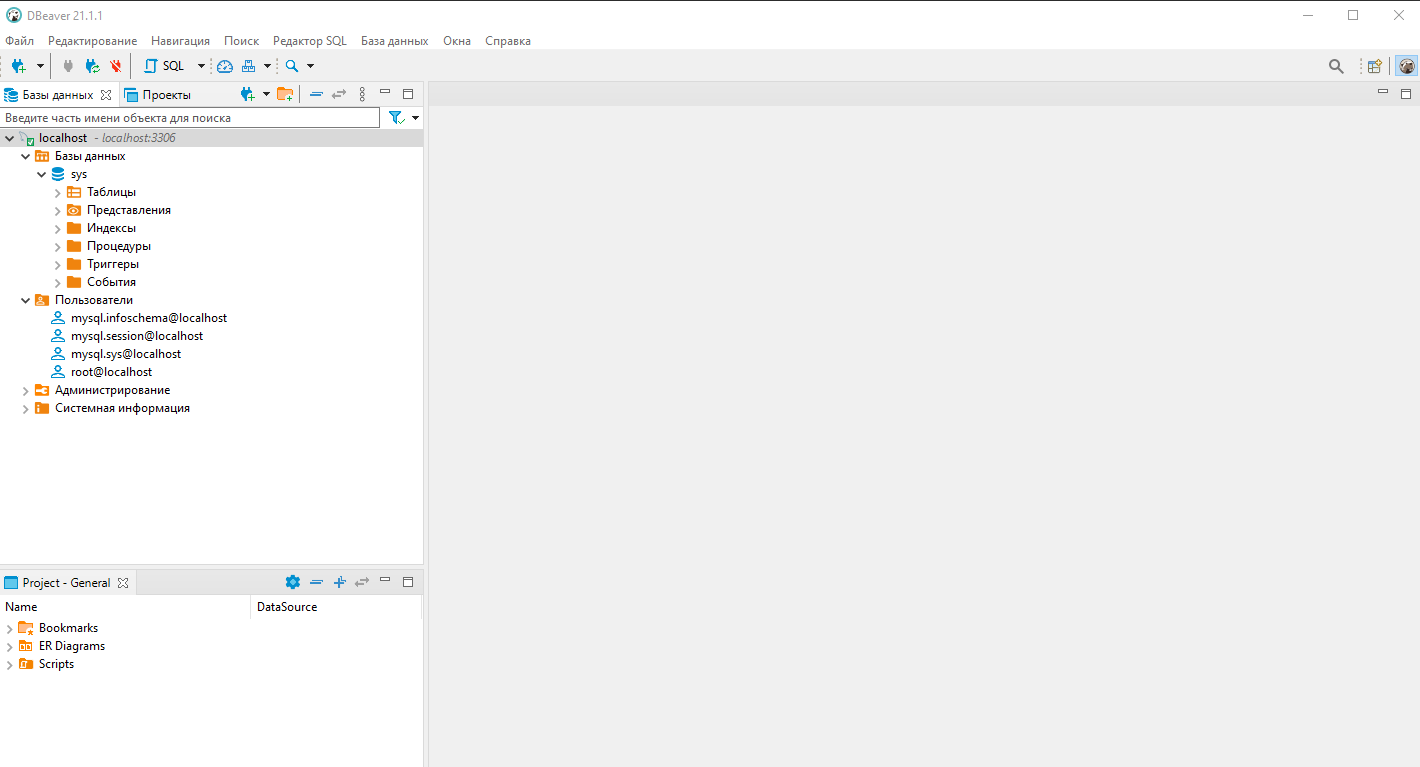 DBeaver 21.1.1
Файл Редактирование Навигация Поиск Редактор SQL База данных Окна Справка
SQL
Базы данных Проекты
Введите часть имени объекта для поиска
localhost - localhost:3306
Базы данных
sys
Таблицы
Представления
Индексы
Процедуры
Триггеры
События
Пользователи
mysql.infoschema@localhost
mysql.session@localhost
mysql.sys@localhost
root@localhost
Администрирование
Системная информация
Project - General
Name DataSource
Bookmarks
ER Diagrams
Scripts